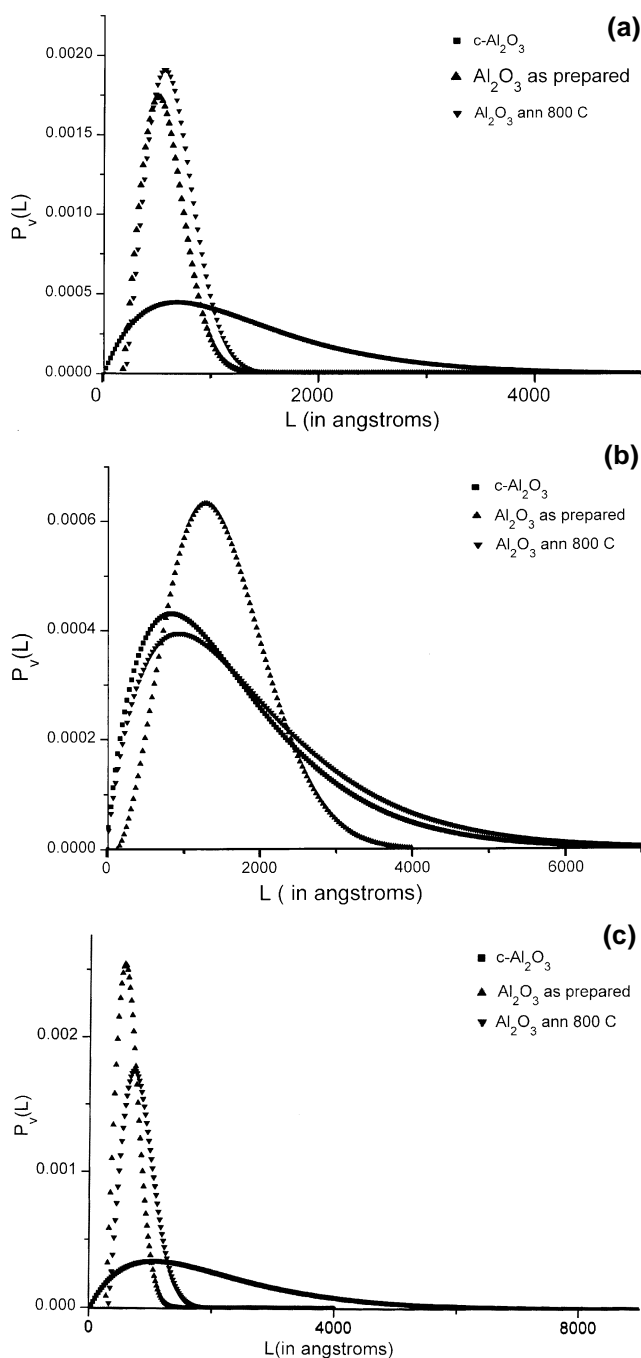 (a)
0.0020
0.0015
0.0010
0.0005
0.0000
P_v(L)
c-Al₂O₃
Al₂O₃ as prepared
Al₂O₃ ann 800 C
0
2000
4000
L (in angstroms)
(b)
0.0006
0.0004
0.0002
0.0000
P_v(L)
c-Al₂O₃
Al₂O₃ as prepared
Al₂O₃ ann 800 C
0
2000
4000
6000
L ( in angstroms)
(c)
0.002
0.001
0.000
P_v(L)
c-Al₂O₃
Al₂O₃ as prepared
Al₂O₃ ann 800 C
0
4000
8000
L(in angstroms)